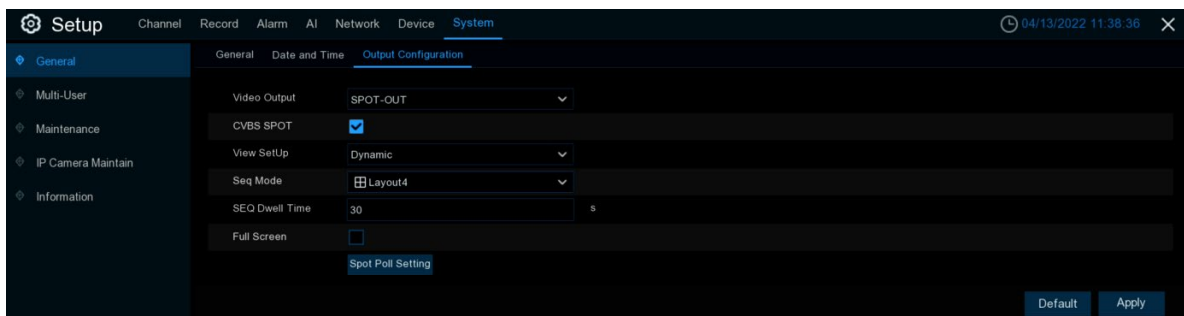 Setup Channel Record Alarm AI Network Device System 04/13/2022 11:38:36
General General Date and Time Output Configuration
Multi-User Video Output SPOT-OUT
Maintenance CVBS SPOT
View SetUp Dynamic
IP Camera Maintain
Seq Mode Layout4
Information
SEQ Dwell Time 30 s
Full Screen
Spot Poll Setting
Default Apply